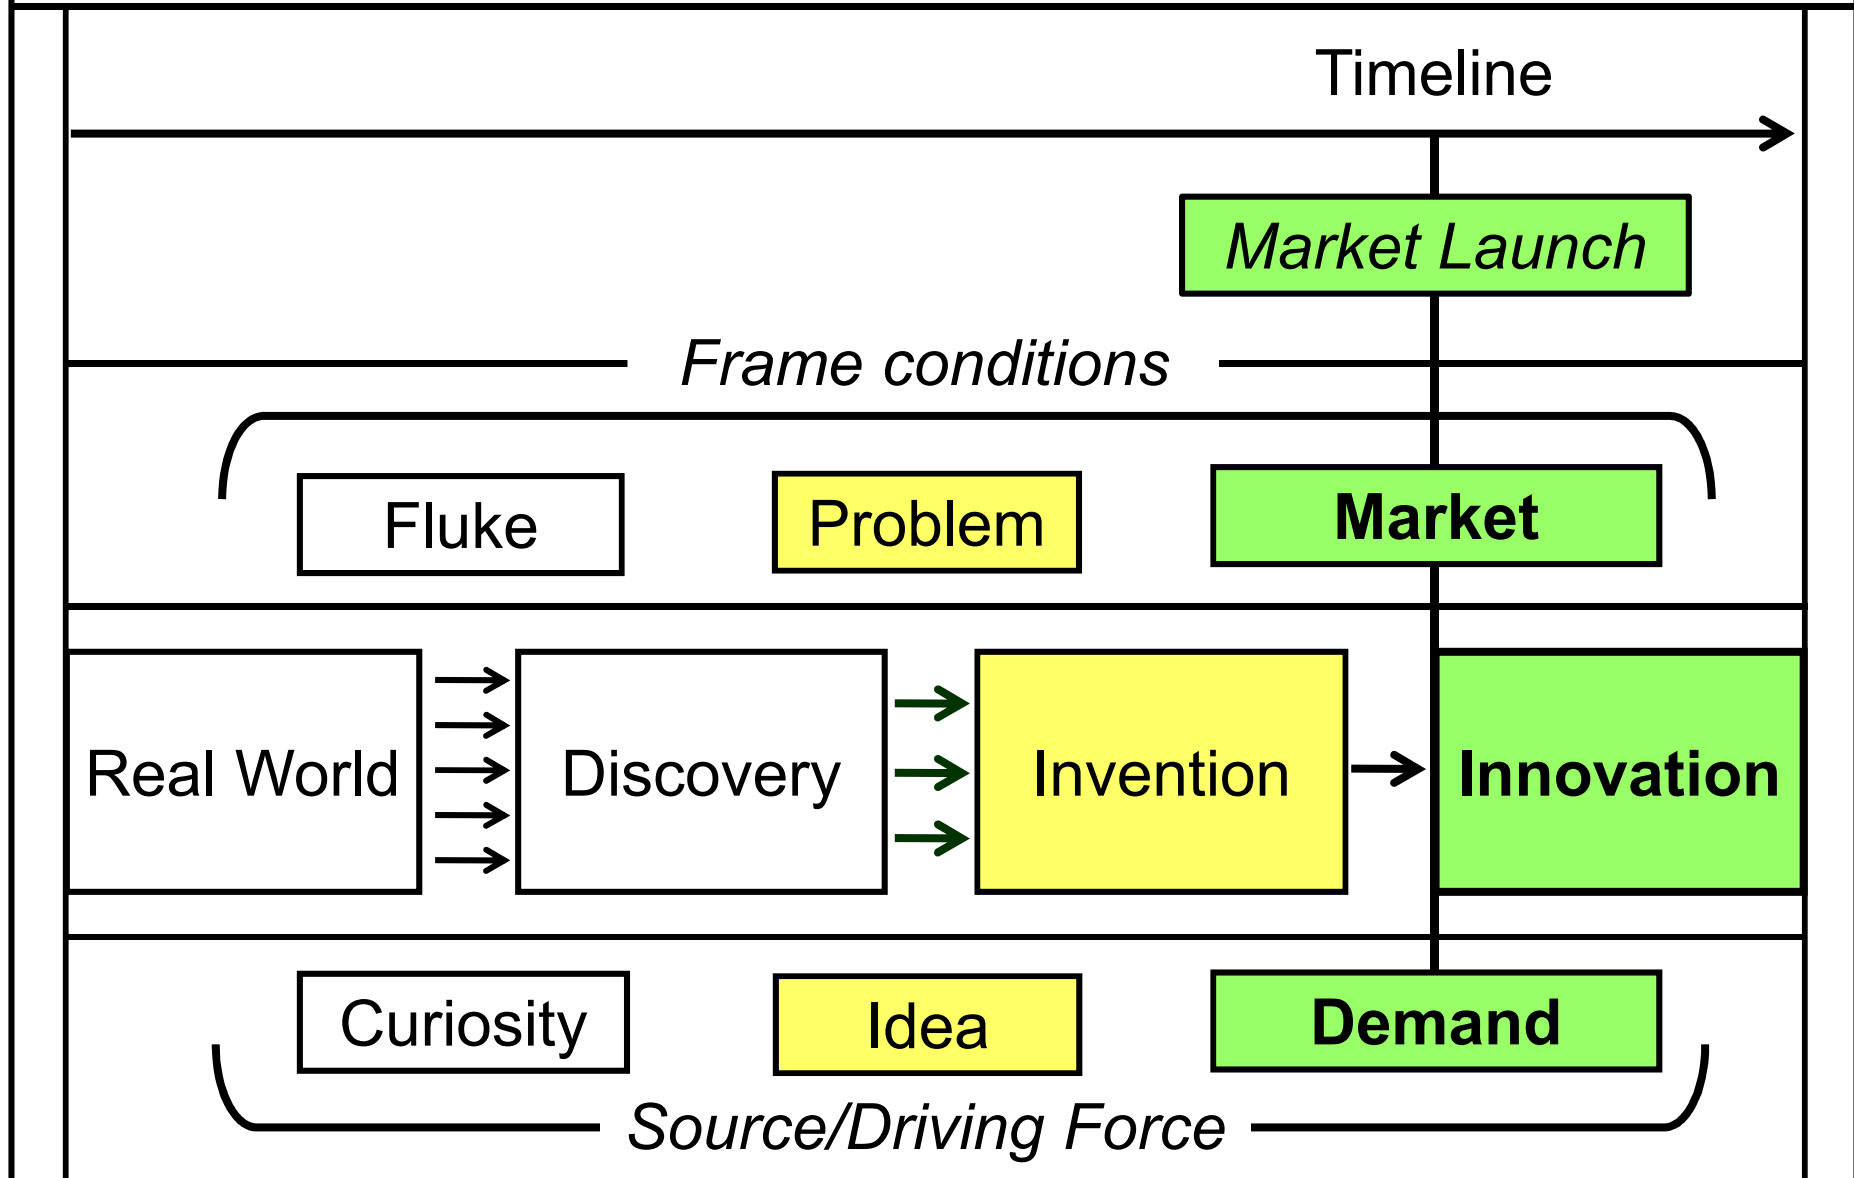 Timeline
Market Launch
Frame conditions
Fluke
Problem
Market
Real World
Discovery
Invention
Innovation
Curiosity
Idea
Demand
Source/Driving Force